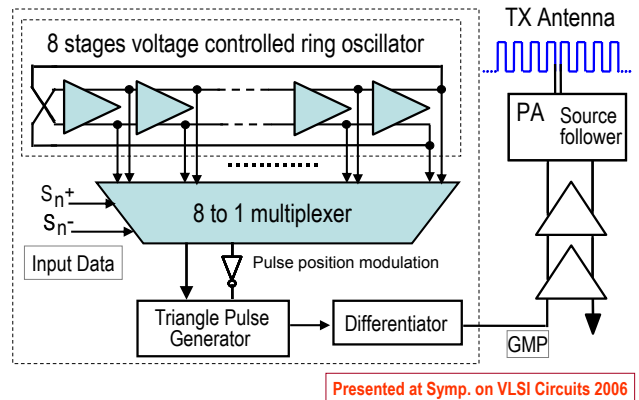 TX Antenna
8 stages voltage controlled ring oscillator
PA Source
follower
Sn+
Sn-
8 to 1 multiplexer
Input Data
Pulse position modulation
Triangle Pulse
Generator
Differentiator
GMP
Presented at Symp. on VLSI Circuits 2006